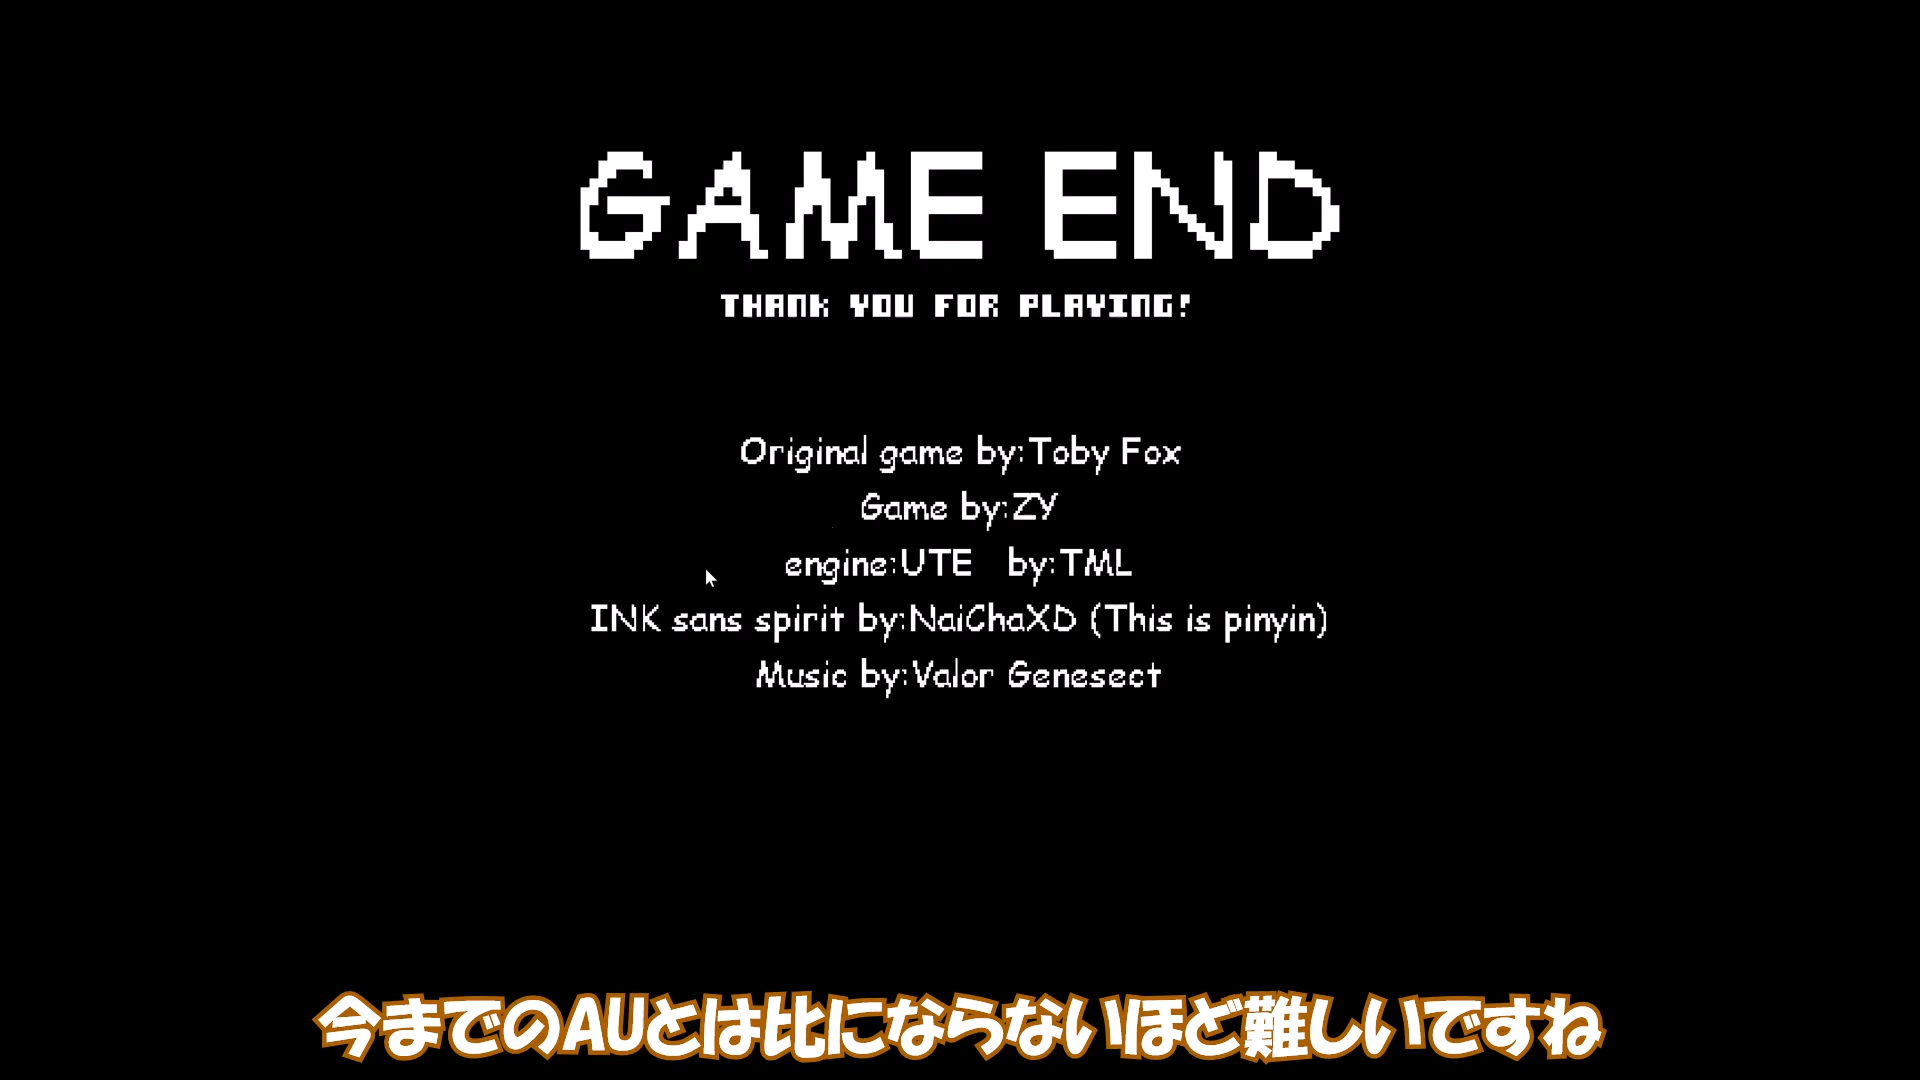 GAME END
THANK YOU FOR PLAYING!
Original game by:Toby Fox
Game by:ZY
engine:UTE by:TML
INK sans spirit by:NaiChaXD (This is pinyin)
Music by:Valor Genesect
今までのAUとは比にならないほど難しいですね